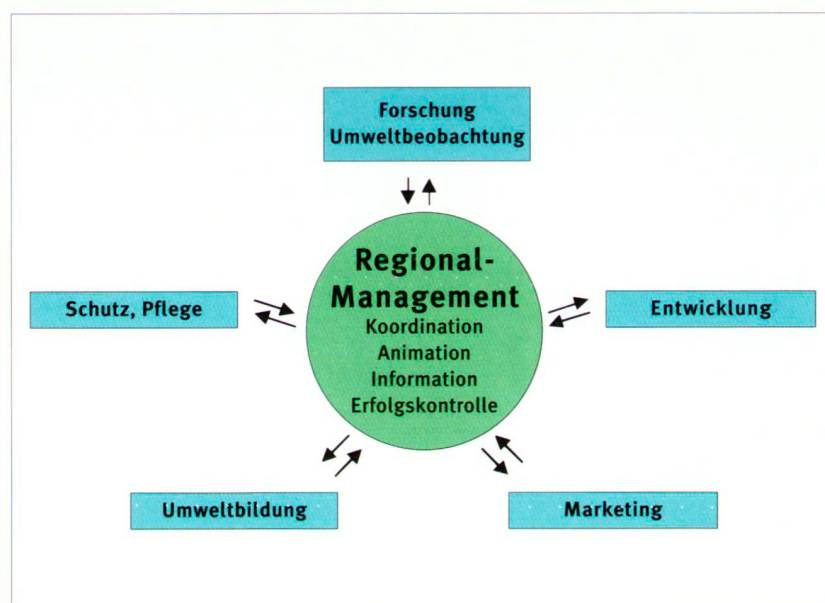 Forschung
Umweltbeobachtung
Regional-
Management
Koordination
Animation
Information
Erfolgskontrolle
Schutz, Pflege
Entwicklung
Umweltbildung
Marketing